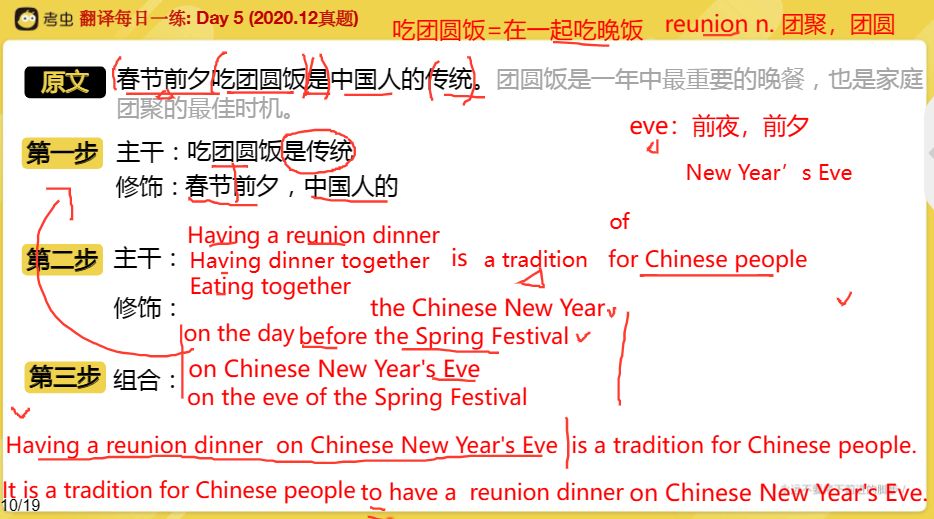 考虫 翻译每日一练: Day 5 (2020.12真题)
吃团圆饭=在一起吃晚饭 reunion n. 团聚，团圆
原文 春节前夕吃团圆饭是中国人的传统。团圆饭是一年中最重要的晚餐，也是家庭
团聚的最佳时机。
eve：前夜，前夕
New Year’s Eve
第一步 主干：吃团圆饭是传统
修饰：春节前夕，中国人的
of
Having a reunion dinner
第二步 主干：Having dinner together is a tradition for Chinese people
Eating together
修饰：the Chinese New Year
on the day before the Spring Festival
on Chinese New Year's Eve
第三步 组合：
on the eve of the Spring Festival
Having a reunion dinner on Chinese New Year's Eve is a tradition for Chinese people.
It is a tradition for Chinese people to have a reunion dinner on Chinese New Year's Eve.
10/19